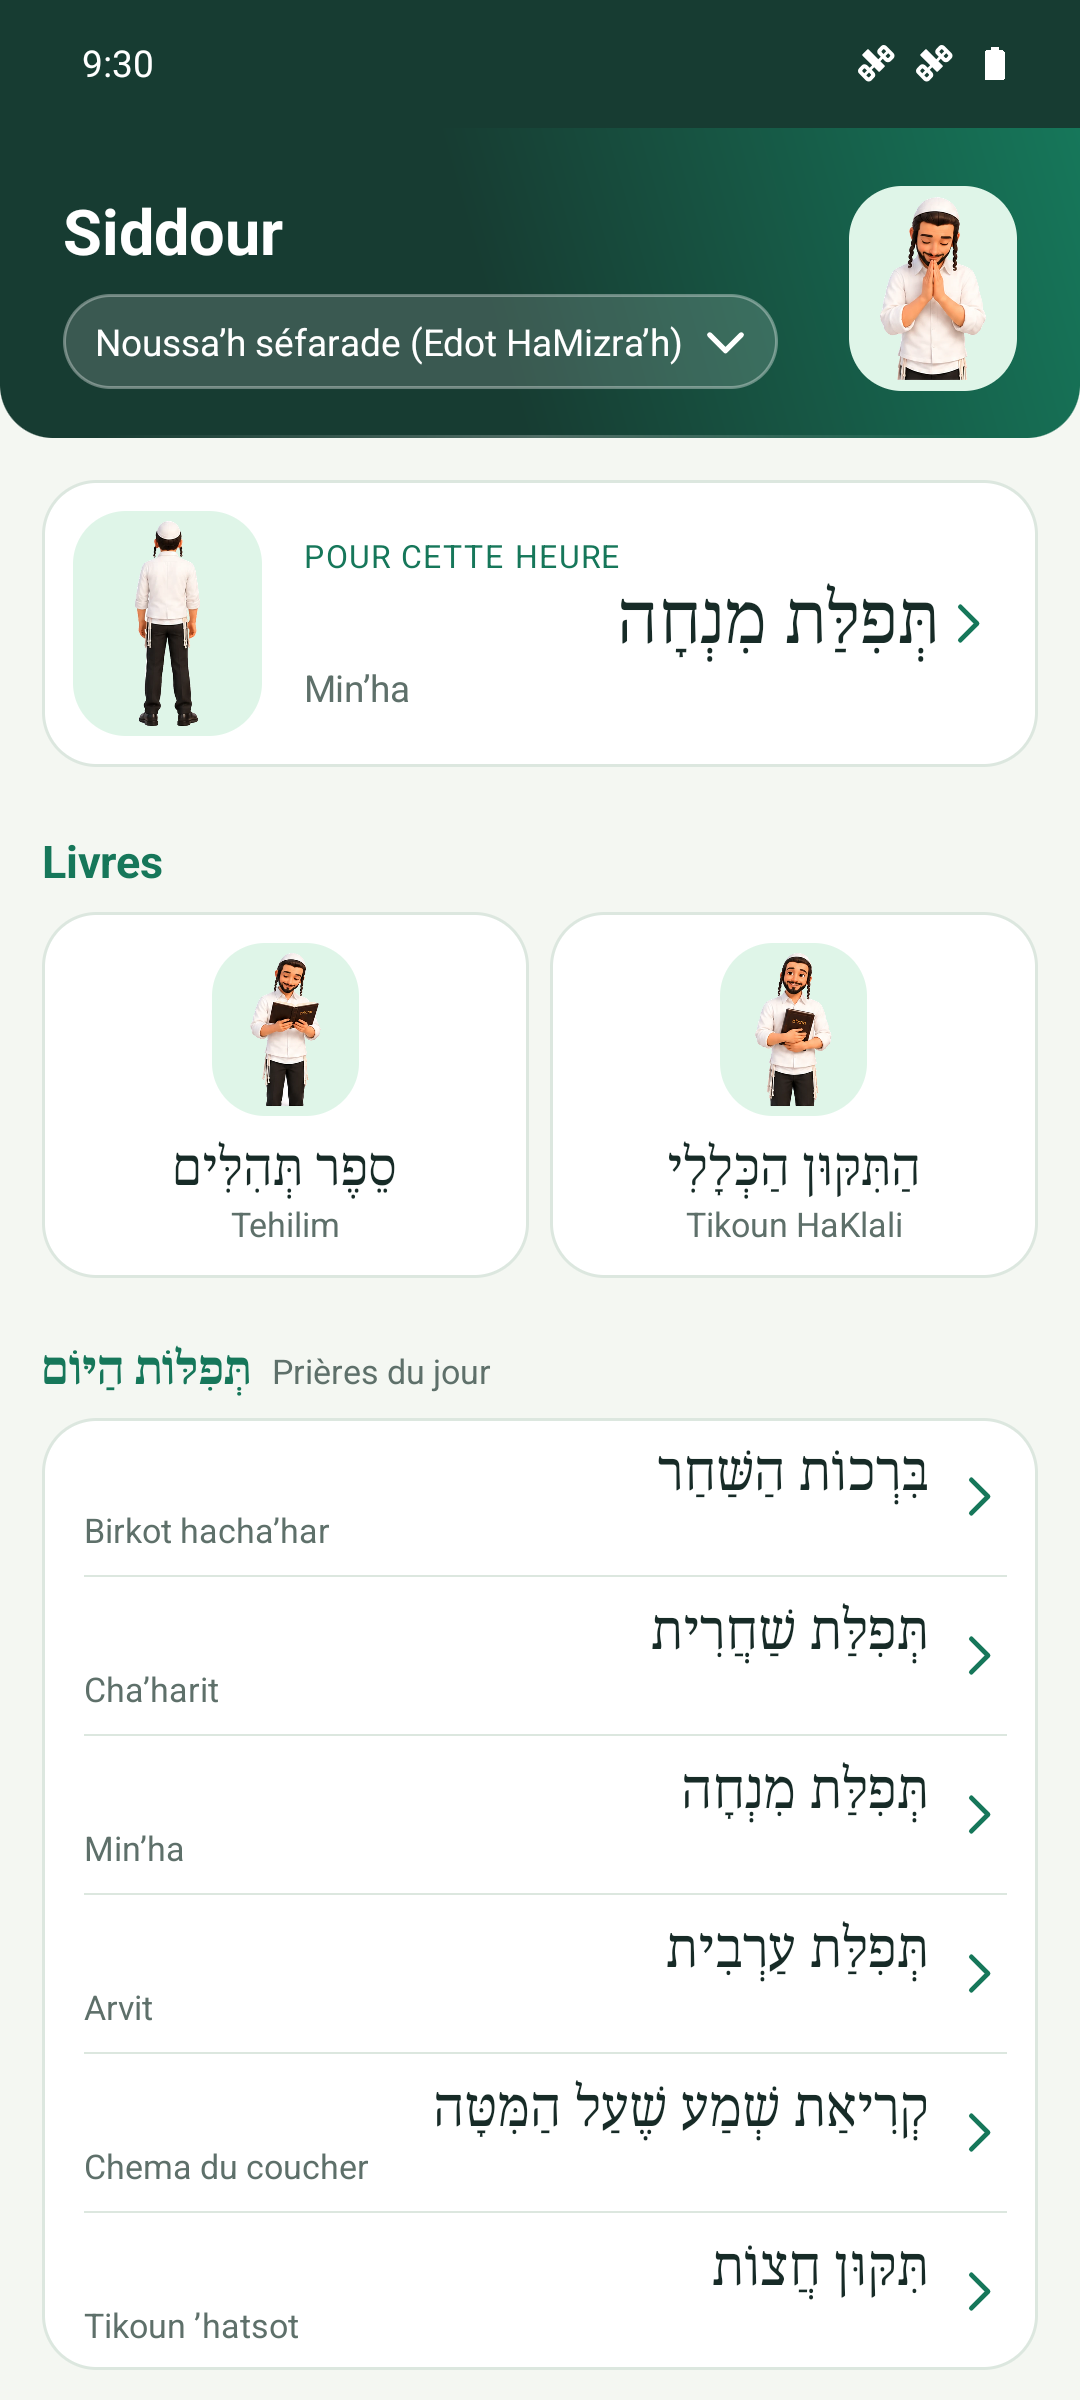 9:30
Siddour
Noussa’h séfarade (Edot HaMizra’h)
POUR CETTE HEURE
תְּפִלַּת מִנְחָה
Min’ha
Livres
סֵפֶר תְּהִלִּים
Tehilim
הַתִּקּוּן הַכְּלָלִי
Tikoun HaKlali
תְּפִלּוֹת הַיּוֹם Prières du jour
בִּרְכוֹת הַשַּׁחַר
Birkot hacha’har
תְּפִלַּת שַׁחֲרִית
Cha’harit
תְּפִלַּת מִנְחָה
Min’ha
תְּפִלַּת עַרְבִית
Arvit
קְרִיאַת שְׁמַע שֶׁעַל הַמִּטָּה
Chema du coucher
תִּקּוּן חֲצוֹת
Tikoun ’hatsot